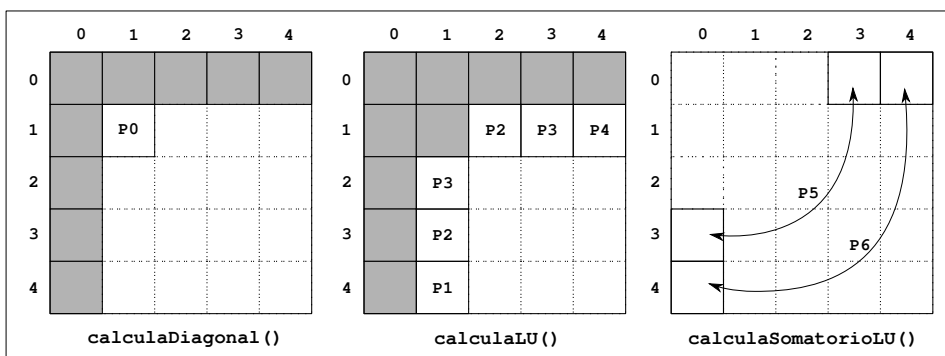 0 1 2 3 4 0 1 2 3 4 0 1 2 3 4
0 0 0
1 P0 1 P2 P3 P4 1
2 2 P3 2 P5
3 3 P2 3 P6
4 4 P1 4
calculaDiagonal() calculaLU() calculaSomatorioLU()